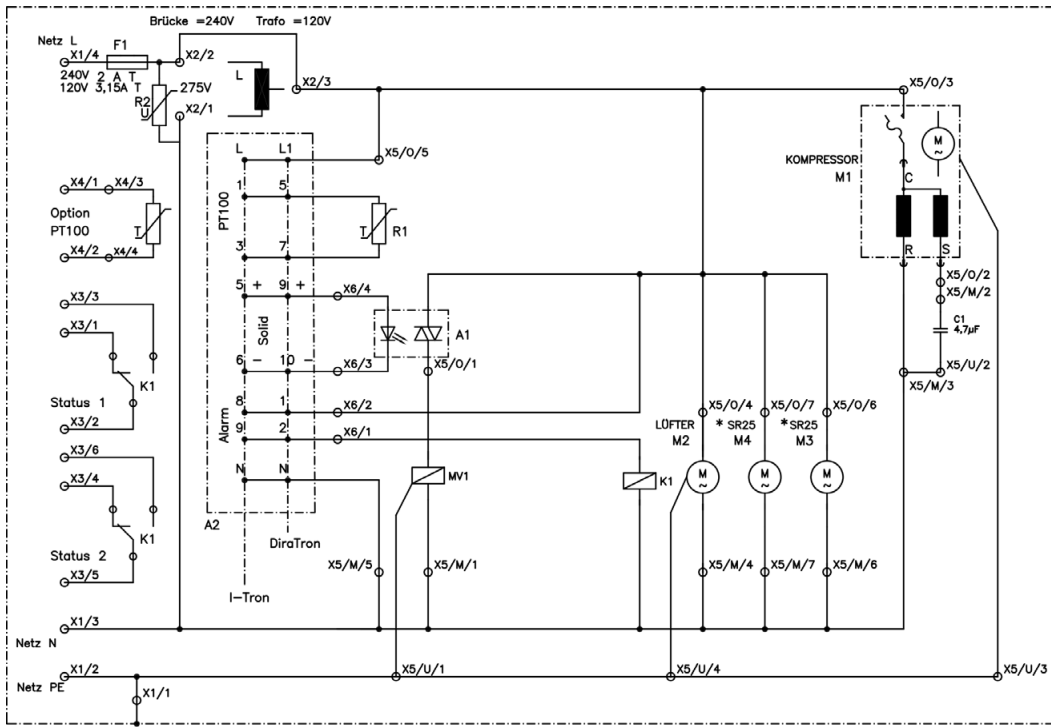 Brücke =240V Trafo =120V
Netz L
X1/4
F1
X2/2
240V 2 A T
120V 3,15A T
R2
U
275V
X2/1
L
X2/3
X5/O/3
L L1
X5/O/5
KOMPRESSOR
M1
M
~
C
R
S
X4/1 X4/3
Option
PT100
T
X4/2 X4/4
1 5
PT100
T R1
3 7
X3/3
X3/1
K1
Status 1
X3/2
5 + 9 +
X6/4
Solid
A1
6 - 10 -
X6/3
X5/O/1
X5/O/2
X5/M/2
C1
4,7µF
X5/U/2
X5/M/3
8 1
X6/2
Alarm
9 2
X6/1
N N
X3/6
X3/4
K1
Status 2
X3/5
A2
DiraTron
I-Tron
MV1
K1
X5/O/4 X5/O/7 X5/O/6
LÜFTER * SR25 * SR25
M2 M4 M3
M
~
M
~
M
~
X5/M/5 X5/M/1 X5/M/4 X5/M/7 X5/M/6
X1/3
Netz N
X1/2
Netz PE
X1/1
X5/U/1 X5/U/4 X5/U/3